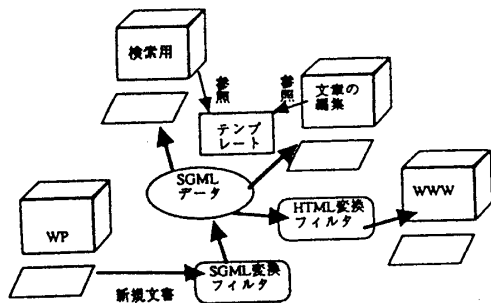 検索用
参照
参照
文章の
編集
テンプ
レート
SGML
データ
WWW
HTML変換
フィルタ
WP
SGML変換
フィルタ
新規文書